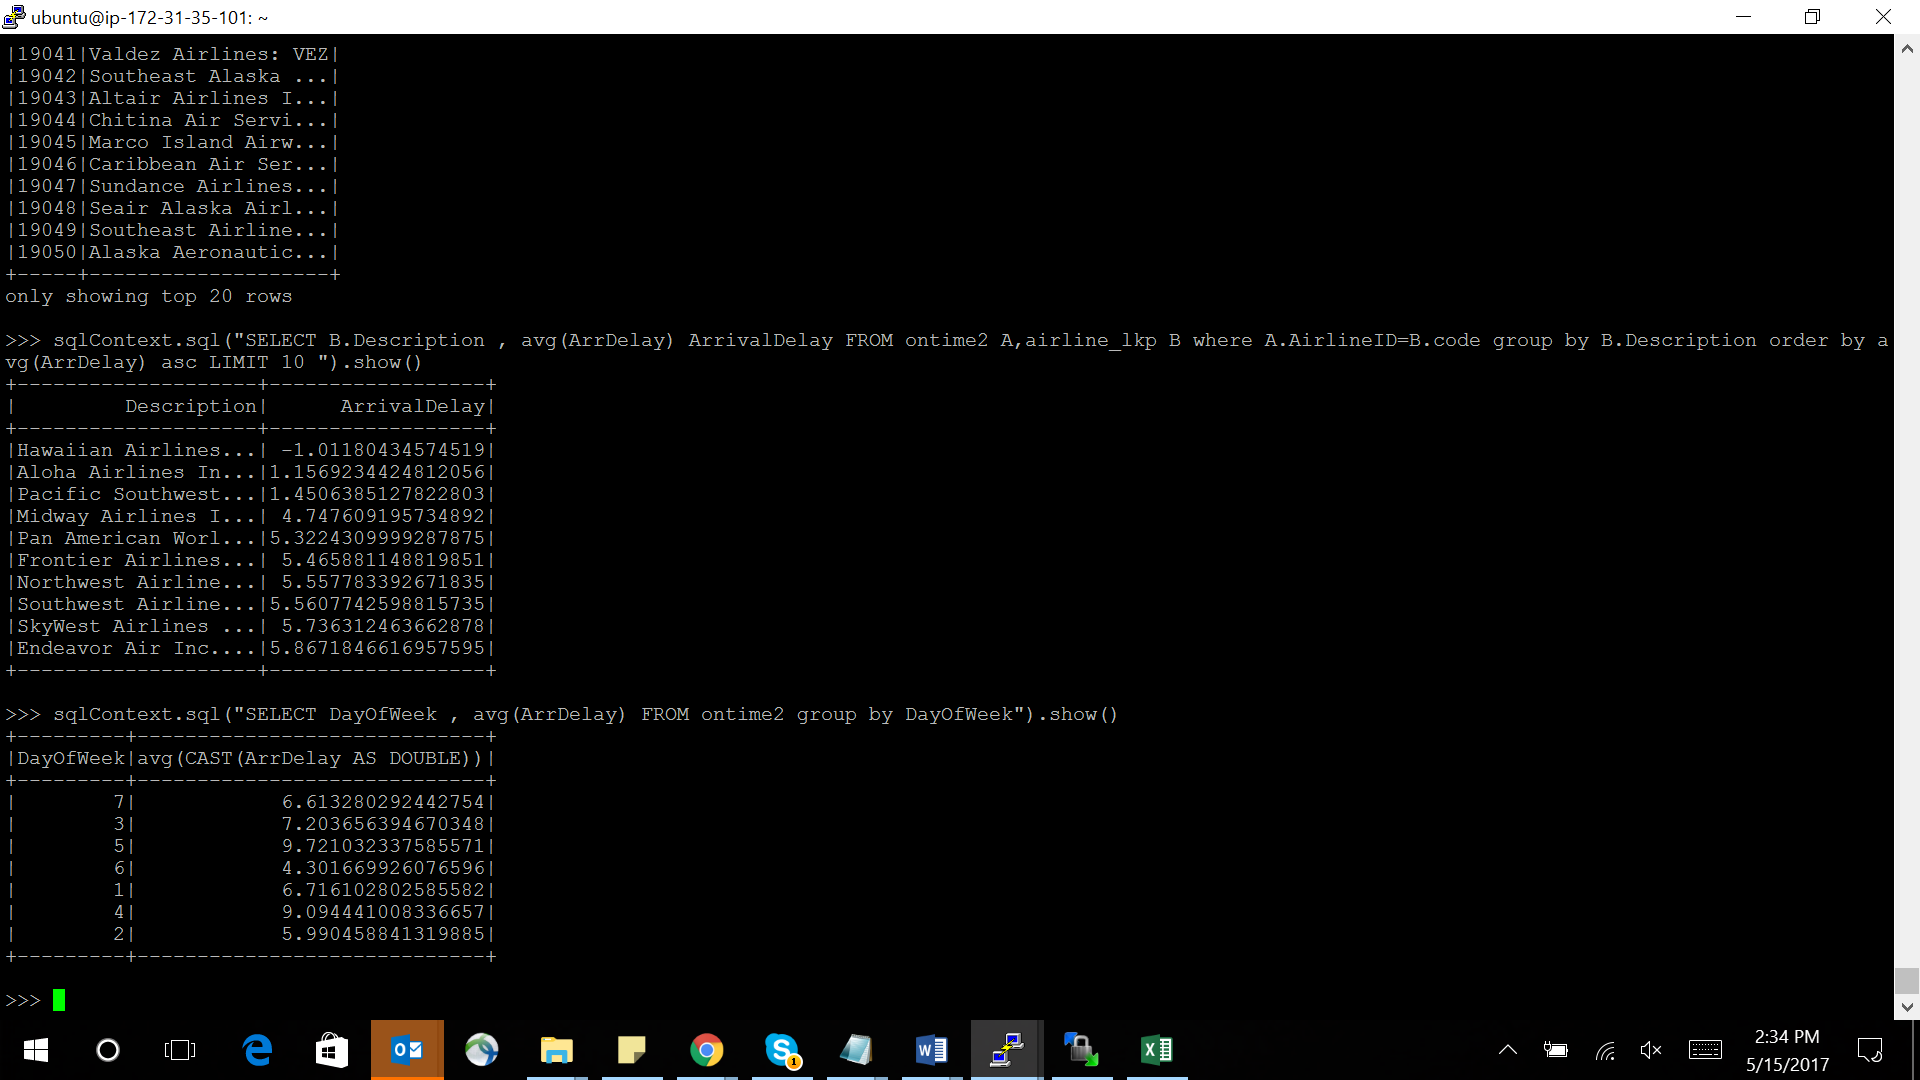 ubuntu@ip-172-31-35-101: ~
|19041|Valdez Airlines: VEZ|
|19042|Southeast Alaska ...|
|19043|Altair Airlines I...|
|19044|Chitina Air Servi...|
|19045|Marco Island Airw...|
|19046|Caribbean Air Ser...|
|19047|Sundance Airlines...|
|19048|Seair Alaska Airl...|
|19049|Southeast Airline...|
|19050|Alaska Aeronautic...|
+-----+--------------------+
only showing top 20 rows
>>> sqlContext.sql("SELECT B.Description , avg(ArrDelay) ArrivalDelay FROM ontime2 A,airline_lkp B where A.AirlineID=B.code group by B.Description order by a
vg(ArrDelay) asc LIMIT 10 ").show()
+--------------------+------------------+
|         Description|      ArrivalDelay|
+--------------------+------------------+
|Hawaiian Airlines...| -1.01180434574519|
|Aloha Airlines In...|1.1569234424812056|
|Pacific Southwest...|1.4506385127822803|
|Midway Airlines I...| 4.747609195734892|
|Pan American Worl...|5.3224309999287875|
|Frontier Airlines...| 5.465881148819851|
|Northwest Airline...| 5.557783392671835|
|Southwest Airline...|5.5607742598815735|
|SkyWest Airlines ...| 5.736312463662878|
|Endeavor Air Inc....|5.8671846616957595|
+--------------------+------------------+
>>> sqlContext.sql("SELECT DayOfWeek , avg(ArrDelay) FROM ontime2 group by DayOfWeek").show()
+---------+-----------------------------+
|DayOfWeek|avg(CAST(ArrDelay AS DOUBLE))|
+---------+-----------------------------+
|        7|            6.613280292442754|
|        3|            7.203656394670348|
|        5|            9.721032337585571|
|        6|            4.301669926076596|
|        1|            6.716102802585582|
|        4|            9.094441008336657|
|        2|            5.990458841319885|
+---------+-----------------------------+
>>>
2:34 PM
5/15/2017